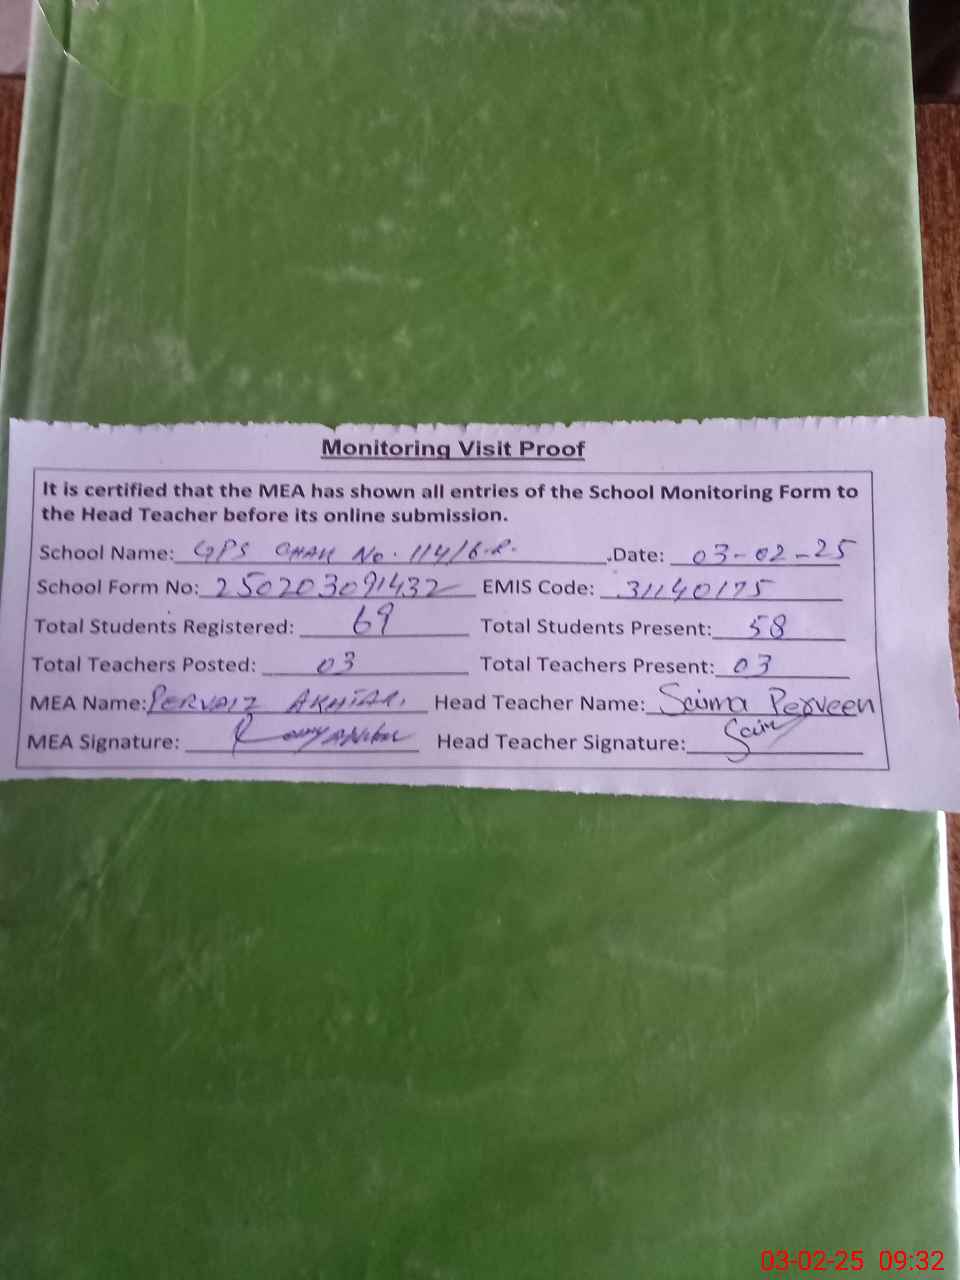 Monitoring Visit Proof
It is certified that the MEA has shown all entries of the School Monitoring Form to
the Head Teacher before its online submission.
School Name: GPS CHAK No. 114/6.R. .Date: 03-02-25
School Form No: 250203091432 EMIS Code: 31140175
Total Students Registered: 69 Total Students Present: 58
Total Teachers Posted: 03 Total Teachers Present: 03
MEA Name: PERVAIZ AKHTAR. Head Teacher Name: Saima Perveen
MEA Signature: Head Teacher Signature:
03-02-25 09:32